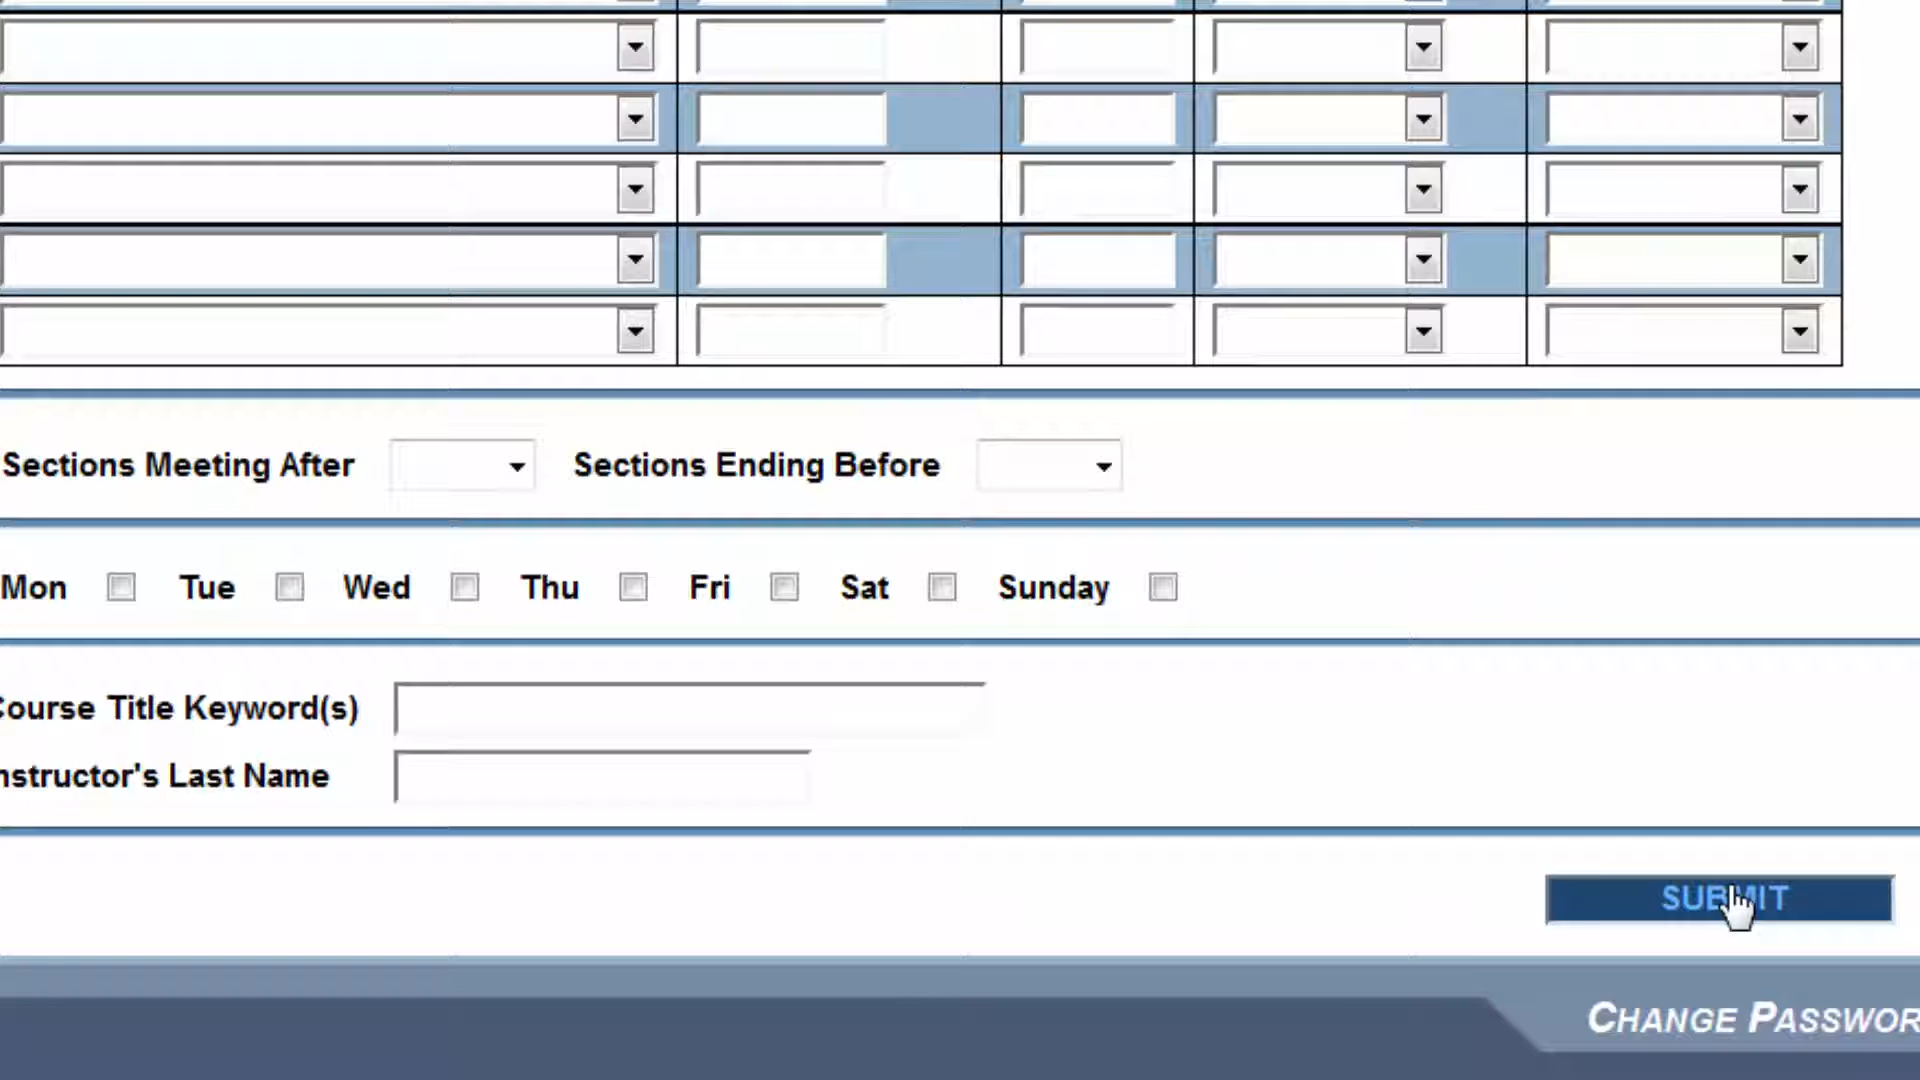 Sections Meeting After Sections Ending Before
Mon Tue Wed Thu Fri Sat Sunday
Course Title Keyword(s)
nstructor's Last Name
SUBMIT
CHANGE PASSWOR